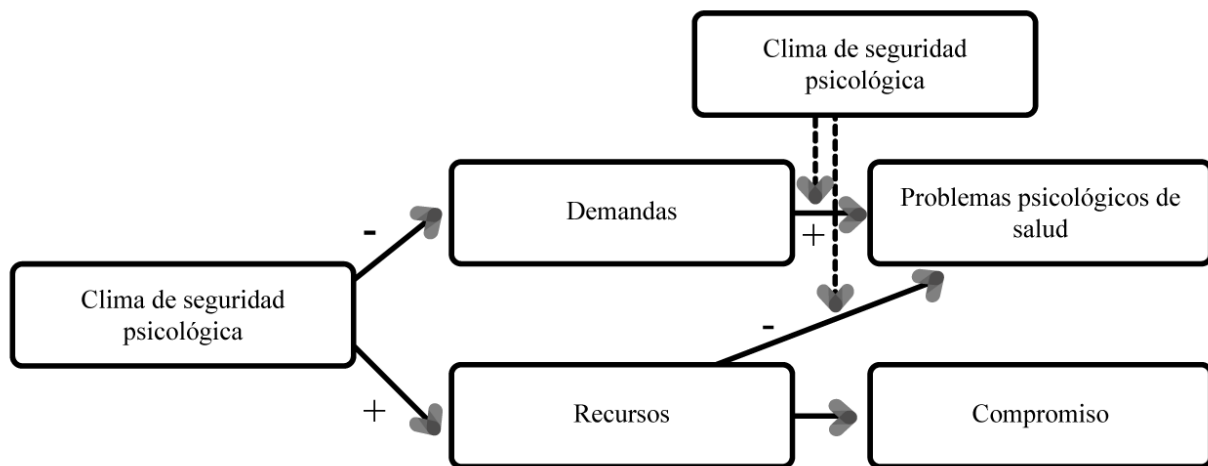 Clima de seguridad
psicológica
Demandas
Problemas psicológicos de
salud
-
+
Clima de seguridad
psicológica
-
+
Recursos
Compromiso